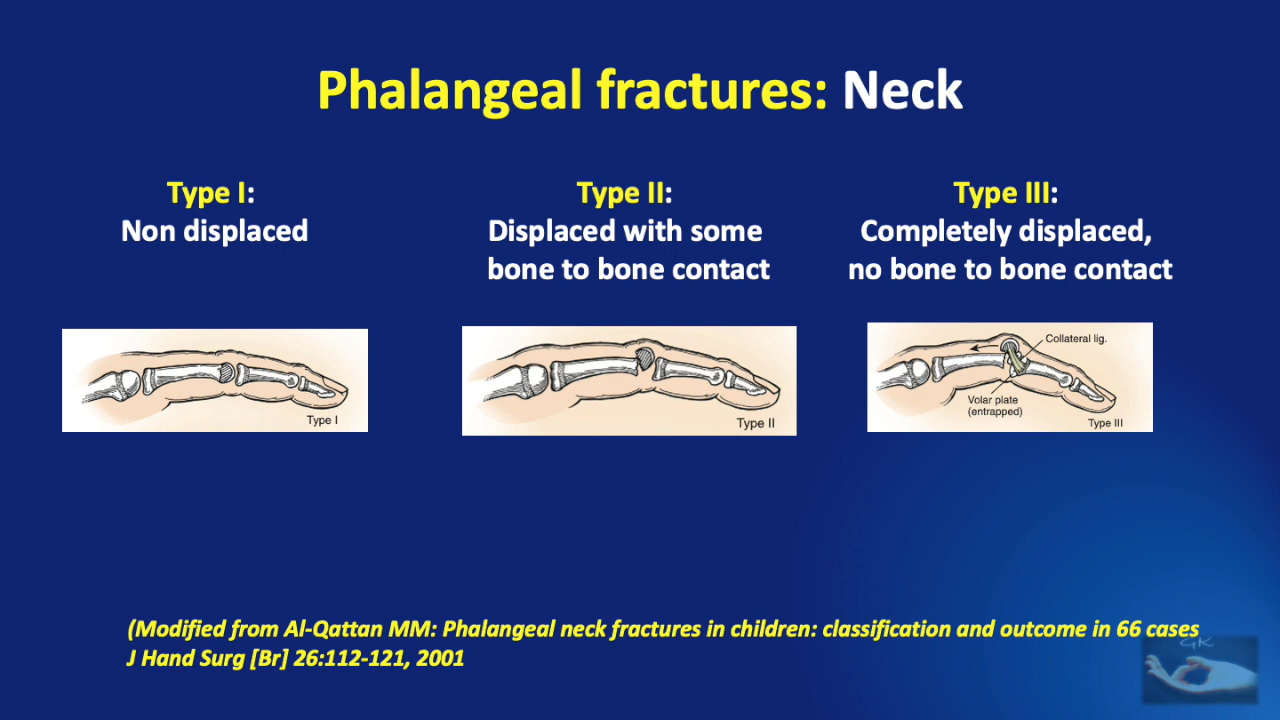 Phalangeal fractures: Neck
Type I:
Non displaced
Type II:
Displaced with some
bone to bone contact
Type III:
Completely displaced,
no bone to bone contact
Type I
Type II
Collateral lig.
Volar plate
(entrapped)
Type III
(Modified from Al-Qattan MM: Phalangeal neck fractures in children: classification and outcome in 66 cases
J Hand Surg [Br] 26:112-121, 2001
GK